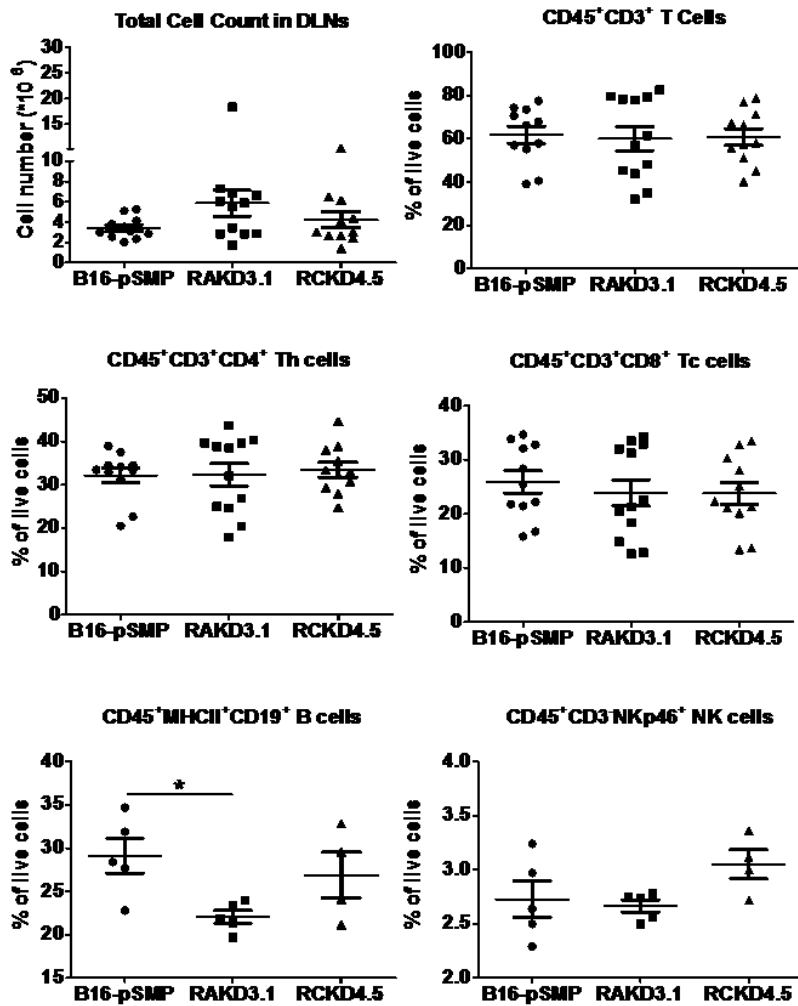 Total Cell Count in DLNs
Cell number (*10 6)
30
25
20
15
10
8
6
4
2
0
B16-pSMP RAKD3.1 RCKD4.5
CD45+CD3+ T Cells
% of live cells
100
80
60
40
20
0
B16-pSMP RAKD3.1 RCKD4.5
CD45+CD3+CD4+ Th cells
% of live cells
50
40
30
20
10
0
B16-pSMP RAKD3.1 RCKD4.5
CD45+CD3+CD8+ Tc cells
% of live cells
40
30
20
10
0
B16-pSMP RAKD3.1 RCKD4.5
CD45+MHCII+CD19+ B cells
% of live cells
40
35
30
25
20
15
*
B16-pSMP RAKD3.1 RCKD4.5
CD45+CD3-NKp46+ NK cells
% of live cells
4.0
3.5
3.0
2.5
2.0
B16-pSMP RAKD3.1 RCKD4.5